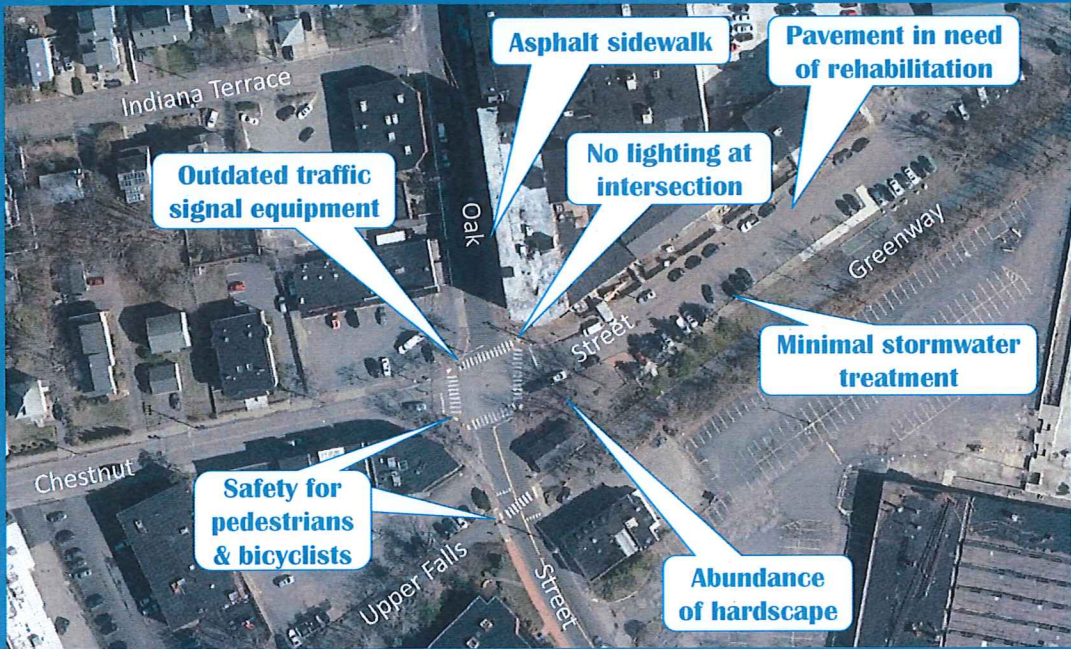 Asphalt sidewalk
Pavement in need
of rehabilitation
Indiana Terrace
No lighting at
intersection
Outdated traffic
signal equipment
Oak
Greenway
Street
Minimal stormwater
treatment
Chestnut
Safety for
pedestrians
& bicyclists
Upper Falls
Street
Abundance
of hardscape